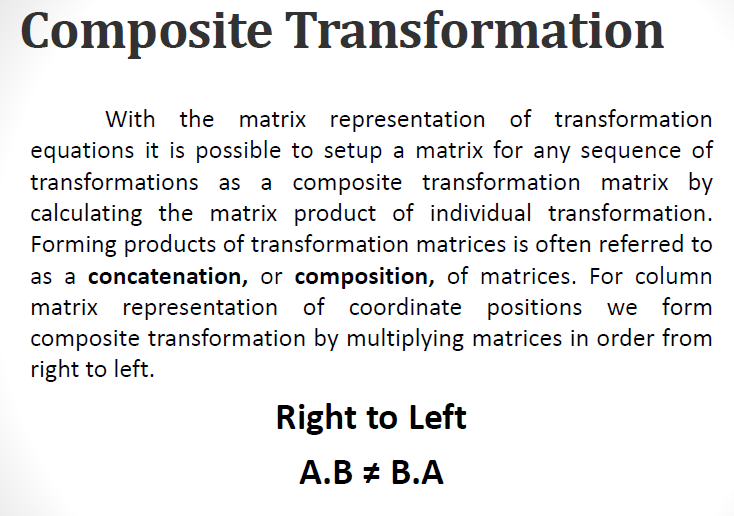 Composite Transformation
With the matrix representation of transformation
equations it is possible to setup a matrix for any sequence of
transformations as a composite transformation matrix by
calculating the matrix product of individual transformation.
Forming products of transformation matrices is often referred to
as a concatenation, or composition, of matrices. For column
matrix representation of coordinate positions we form
composite transformation by multiplying matrices in order from
right to left.
Right to Left
A.B ≠ B.A